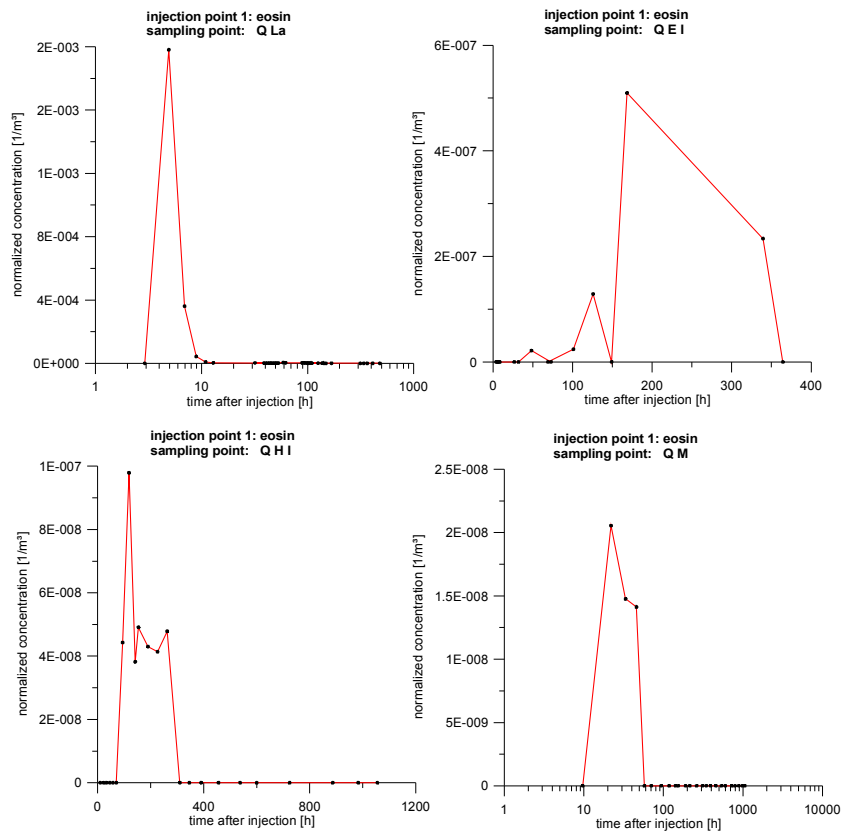 injection point 1: eosin
sampling point: Q La
normalized concentration [1/m³]
2E-003
2E-003
1E-003
8E-004
4E-004
0E+000
1 10 100 1000
time after injection [h]
injection point 1: eosin
sampling point: Q E I
normalized concentration [1/m³]
6E-007
4E-007
2E-007
0
0 100 200 300 400
time after injection [h]
injection point 1: eosin
sampling point: Q H I
normalized concentration [1/m³]
1E-007
8E-008
6E-008
4E-008
2E-008
0
0 400 800 1200
time after injection [h]
injection point 1: eosin
sampling point: Q M
normalized concentration [1/m³]
2.5E-008
2E-008
1.5E-008
1E-008
5E-009
0
1 10 100 1000 10000
time after injection [h]